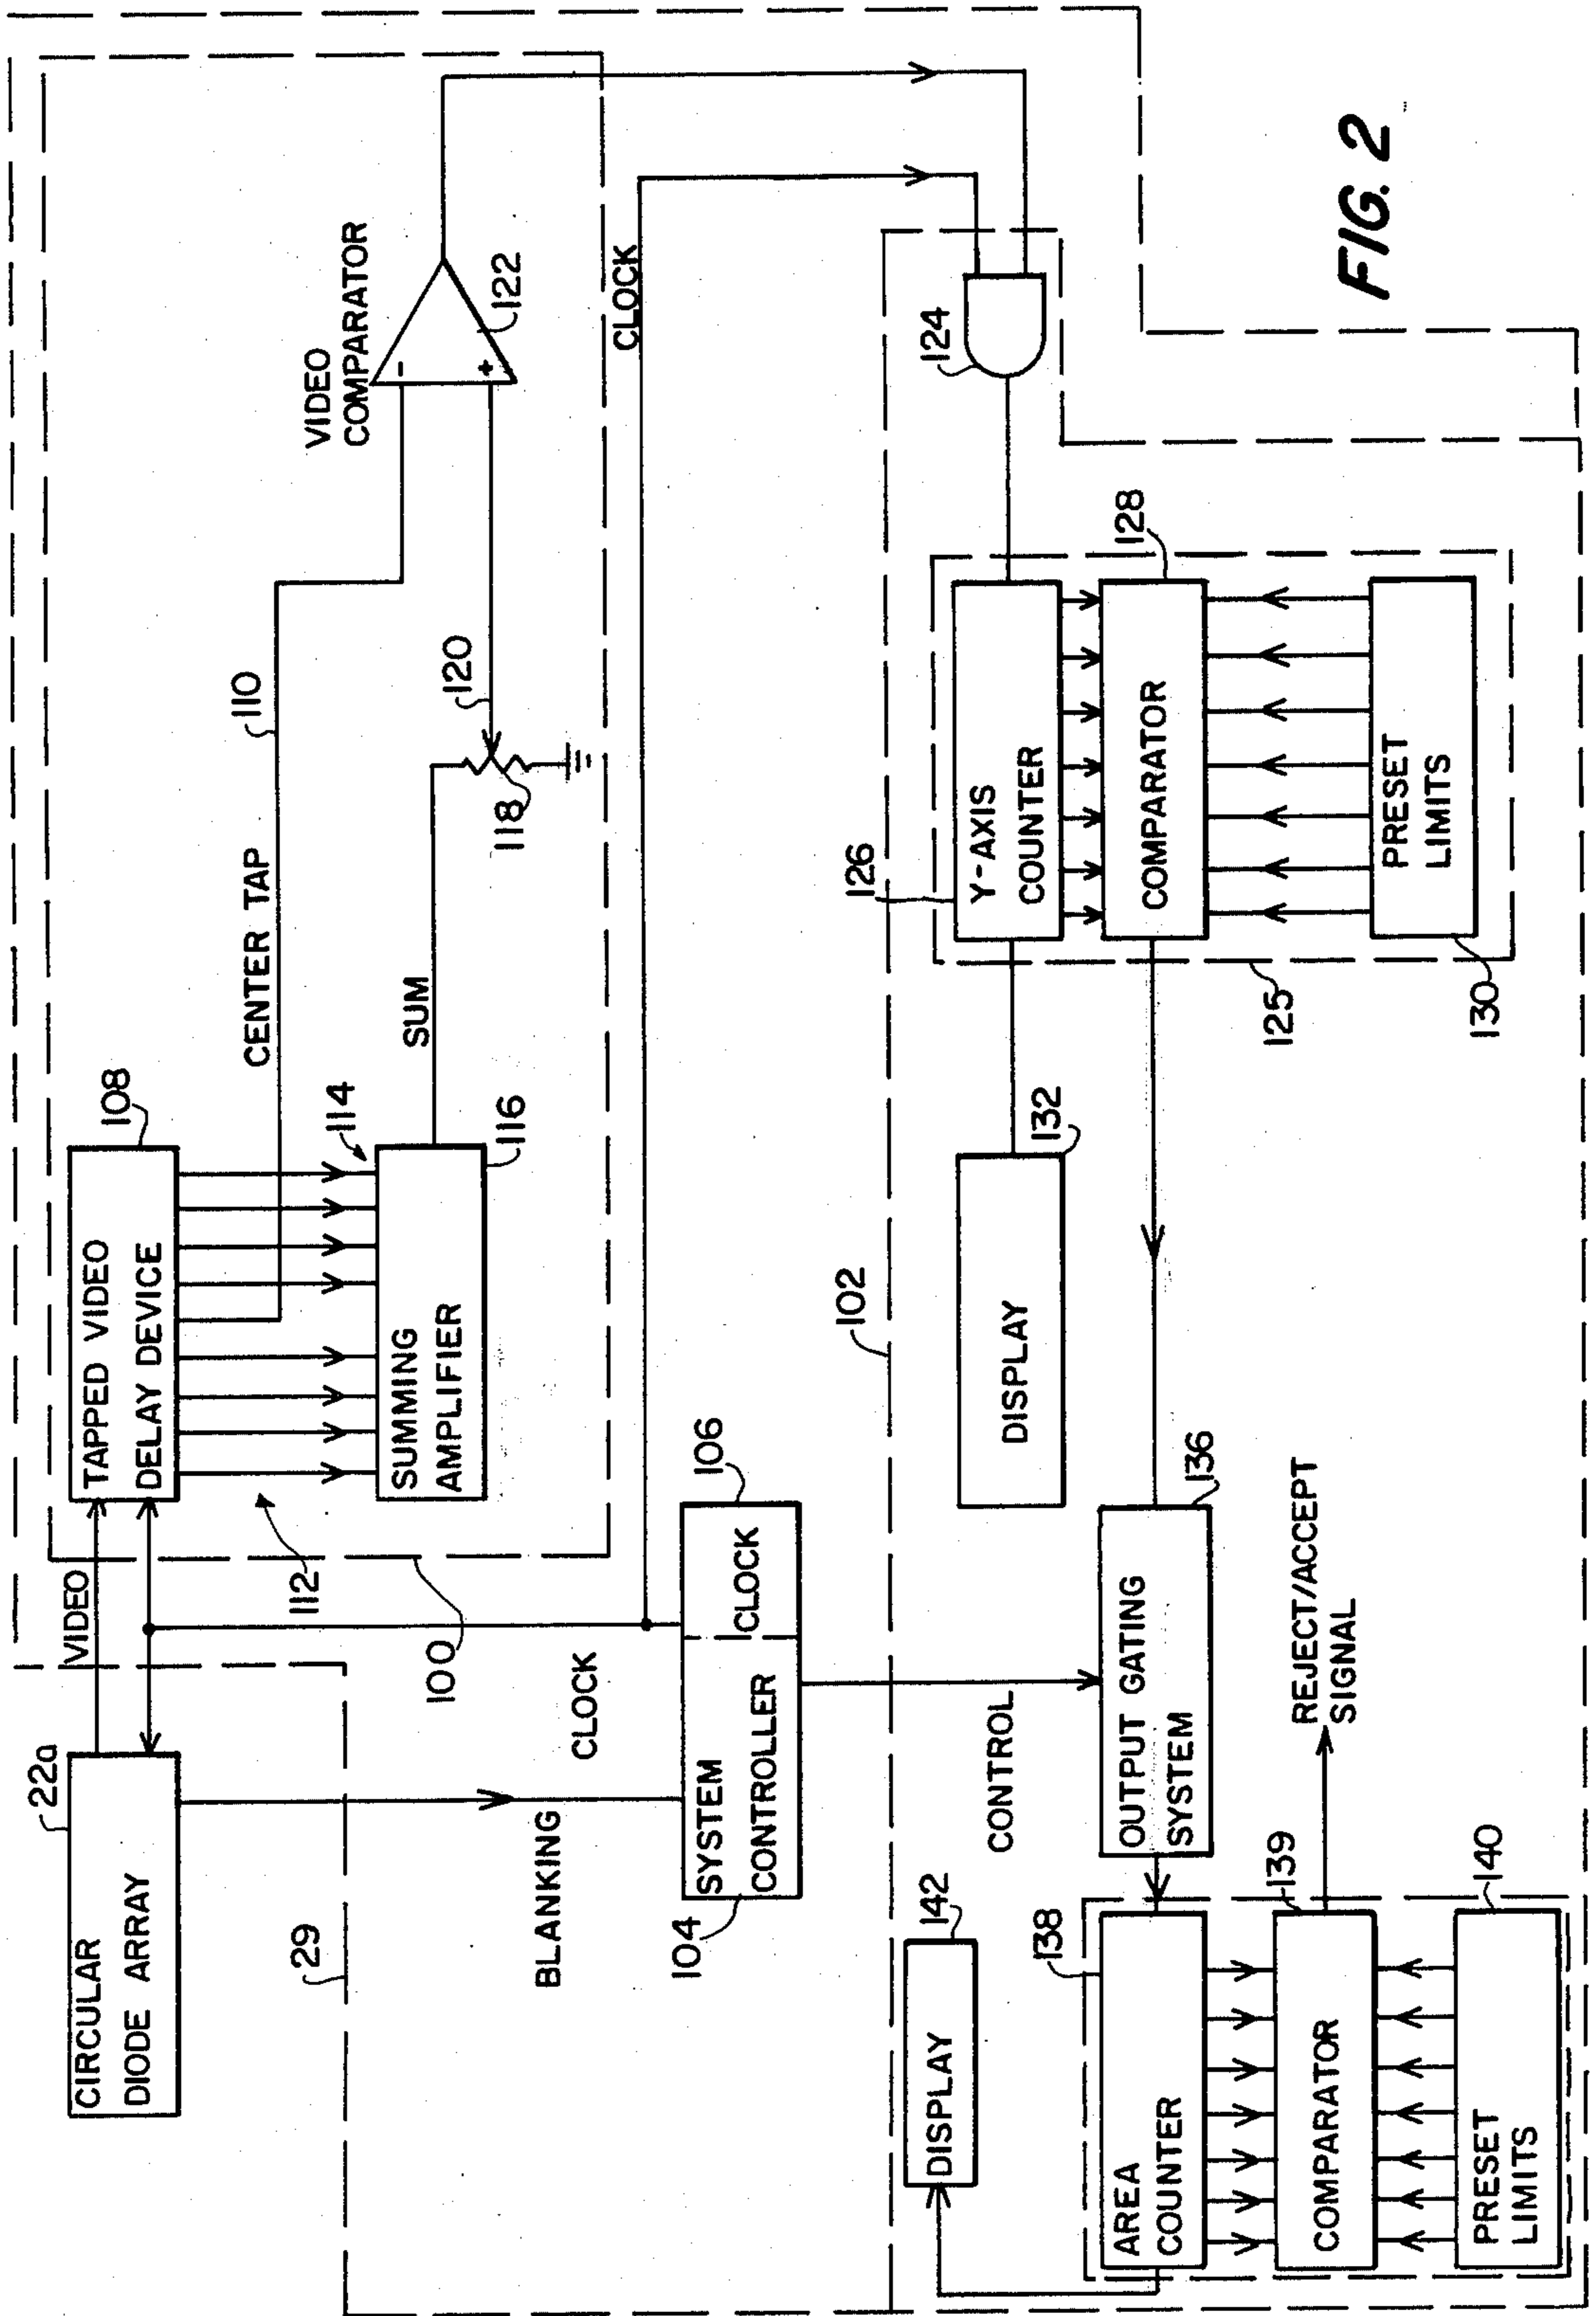 CIRCULAR
DIODE ARRAY
22a
VIDEO
TAPPED VIDEO
DELAY DEVICE
108
CENTER TAP
110
VIDEO
COMPARATOR
122
-
+
112
114
SUMMING
AMPLIFIER
116
SUM
118
120
100
29
BLANKING
CLOCK
SYSTEM
CONTROLLER
104
CLOCK
106
CLOCK
102
CONTROL
124
126
Y-AXIS
COUNTER
128
COMPARATOR
PRESET
LIMITS
130
125
DISPLAY
132
OUTPUT GATING
SYSTEM
136
DISPLAY
142
138
AREA
COUNTER
139
COMPARATOR
140
PRESET
LIMITS
REJECT/ACCEPT
SIGNAL
FIG. 2